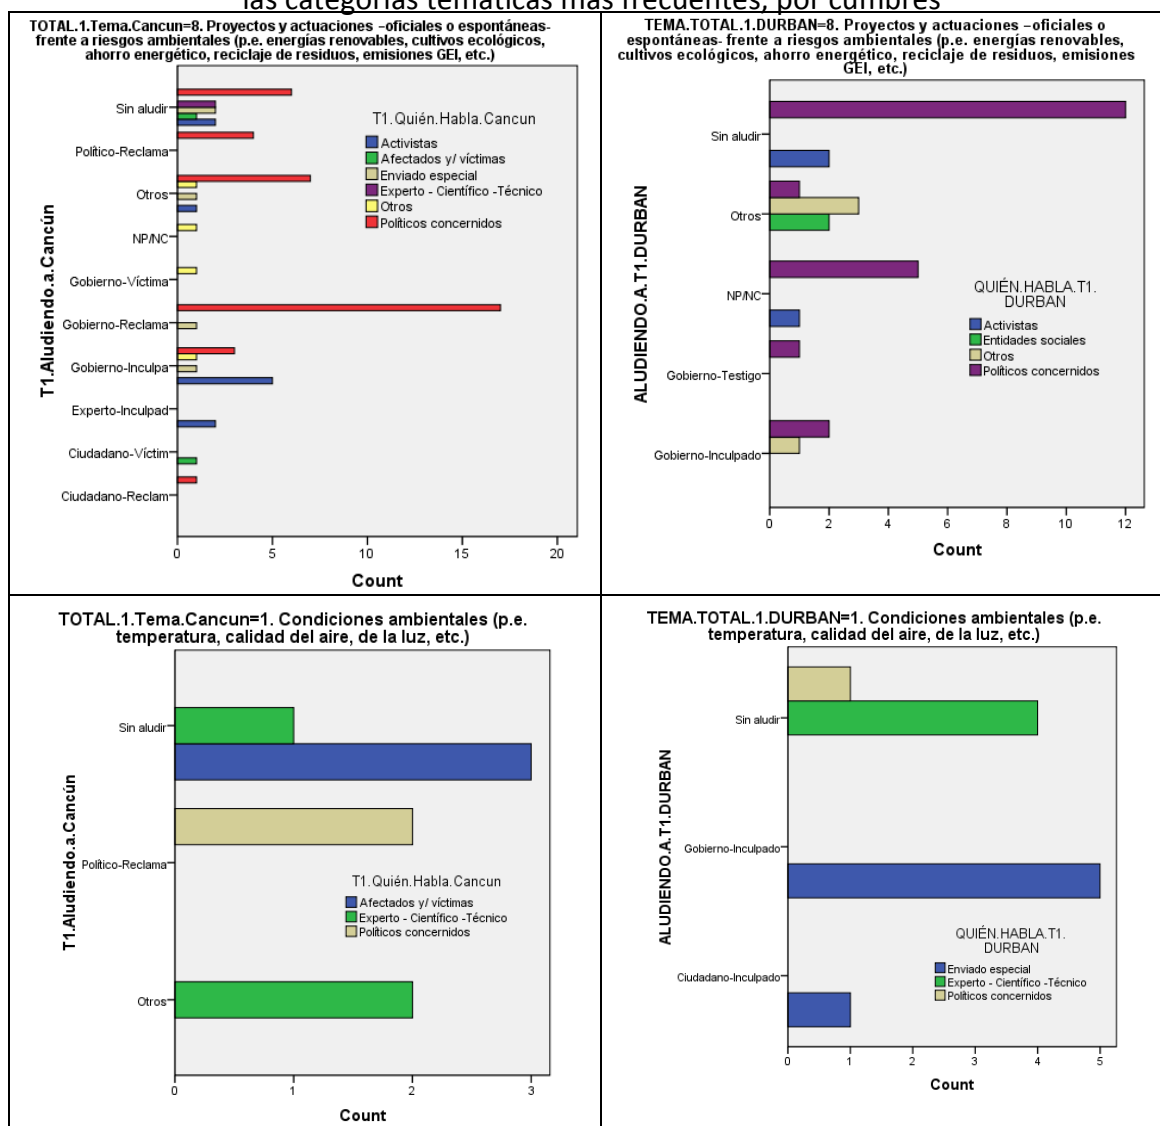 las categorías temáticas más frecuentes, por cumbres
TOTAL.1.Tema.Cancun=8. Proyectos y actuaciones –oficiales o espontáneas-
frente a riesgos ambientales (p.e. energías renovables, cultivos ecológicos,
ahorro energético, reciclaje de residuos, emisiones GEI, etc.)
T1.Aludiendo.a.Cancún
Sin aludir
Político-Reclama
Otros
NP/NC
Gobierno-Víctima
Gobierno-Reclama
Gobierno-Inculpa
Experto-Inculpad
Ciudadano-Víctim
Ciudadano-Reclam
T1.Quién.Habla.Cancun
Activistas
Afectados y/ víctimas
Enviado especial
Experto - Científico -Técnico
Otros
Políticos concernidos
0 5 10 15 20
Count
TEMA.TOTAL.1.DURBAN=8. Proyectos y actuaciones –oficiales o
espontáneas- frente a riesgos ambientales (p.e. energías renovables,
cultivos ecológicos, ahorro energético, reciclaje de residuos, emisiones
GEI, etc.)
ALUDIENDO.A.T1.DURBAN
Sin aludir
Otros
NP/NC
Gobierno-Testigo
Gobierno-Inculpado
QUIÉN.HABLA.T1.
DURBAN
Activistas
Entidades sociales
Otros
Políticos concernidos
0 2 4 6 8 10 12
Count
TOTAL.1.Tema.Cancun=1. Condiciones ambientales (p.e.
temperatura, calidad del aire, de la luz, etc.)
T1.Aludiendo.a.Cancún
Sin aludir
Político-Reclama
Otros
T1.Quién.Habla.Cancun
Afectados y/ víctimas
Experto - Científico -Técnico
Políticos concernidos
0 1 2 3
Count
TEMA.TOTAL.1.DURBAN=1. Condiciones ambientales (p.e.
temperatura, calidad del aire, de la luz, etc.)
ALUDIENDO.A.T1.DURBAN
Sin aludir
Gobierno-Inculpado
Ciudadano-Inculpado
QUIÉN.HABLA.T1.
DURBAN
Enviado especial
Experto - Científico -Técnico
Políticos concernidos
0 1 2 3 4 5
Count